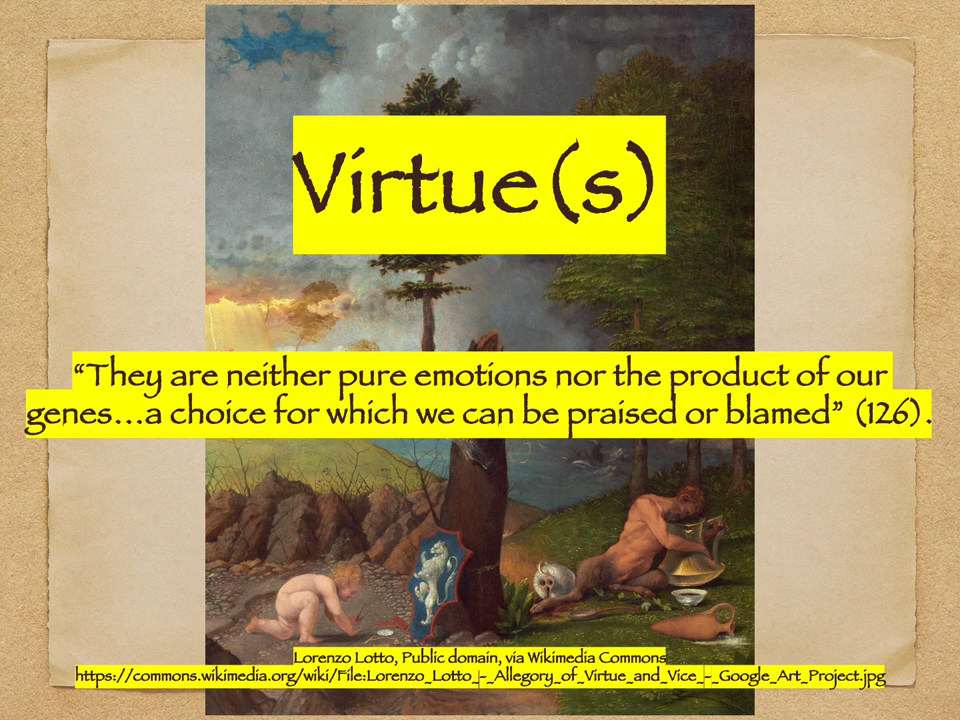 Virtue(s)
“They are neither pure emotions nor the product of our
genes...a choice for which we can be praised or blamed” (126).
Lorenzo Lotto, Public domain, via Wikimedia Commons
https://commons.wikimedia.org/wiki/File:Lorenzo_Lotto_-_Allegory_of_Virtue_and_Vice_-_Google_Art_Project.jpg